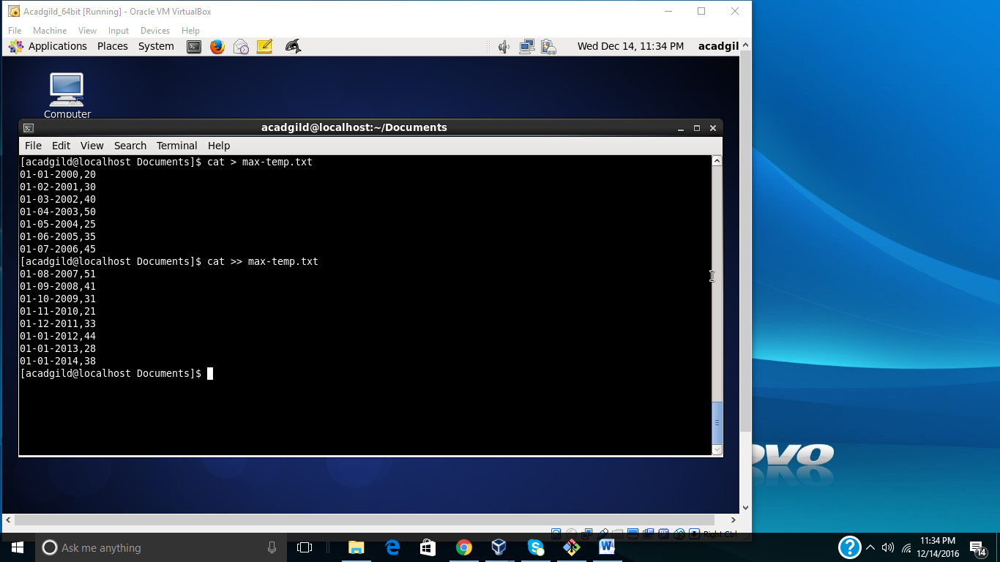 Acadgild_64bit [Running] - Oracle VM VirtualBox
File Machine View Input Devices Help
Applications Places System Wed Dec 14, 11:34 PM acadgil
Computer
acadgild@localhost:~/Documents
File Edit View Search Terminal Help
[acadgild@localhost Documents]$ cat > max-temp.txt
01-01-2000,20
01-02-2001,30
01-03-2002,40
01-04-2003,50
01-05-2004,25
01-06-2005,35
01-07-2006,45
[acadgild@localhost Documents]$ cat >> max-temp.txt
01-08-2007,51
01-09-2008,41
01-10-2009,31
01-11-2010,21
01-12-2011,33
01-01-2012,44
01-01-2013,28
01-01-2014,38
[acadgild@localhost Documents]$
ovo
Right Ctrl
Ask me anything
11:34 PM
12/14/2016
14